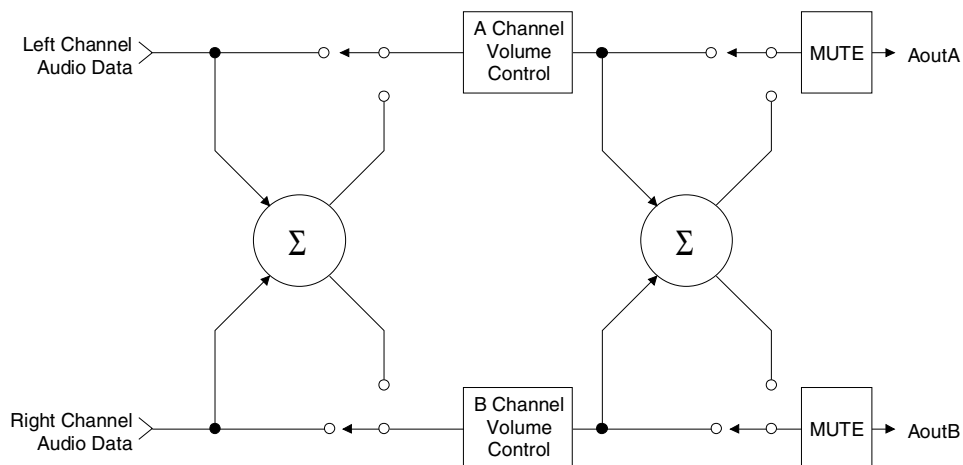 Left Channel
Audio Data
A Channel
Volume
Control
MUTE
AoutA
Σ
Σ
Right Channel
Audio Data
B Channel
Volume
Control
MUTE
AoutB